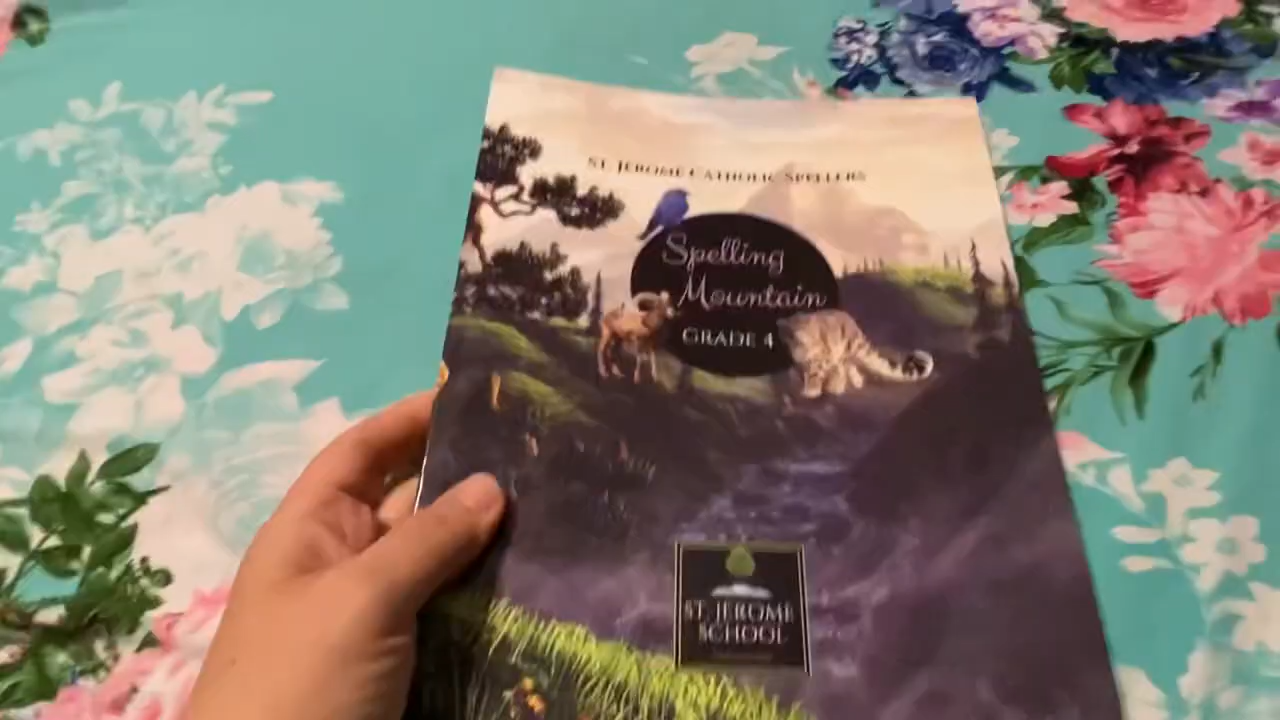 St. Jerome Catholic Spellers
Spelling
Mountain
GRADE 4
ST. JEROME
SCHOOL